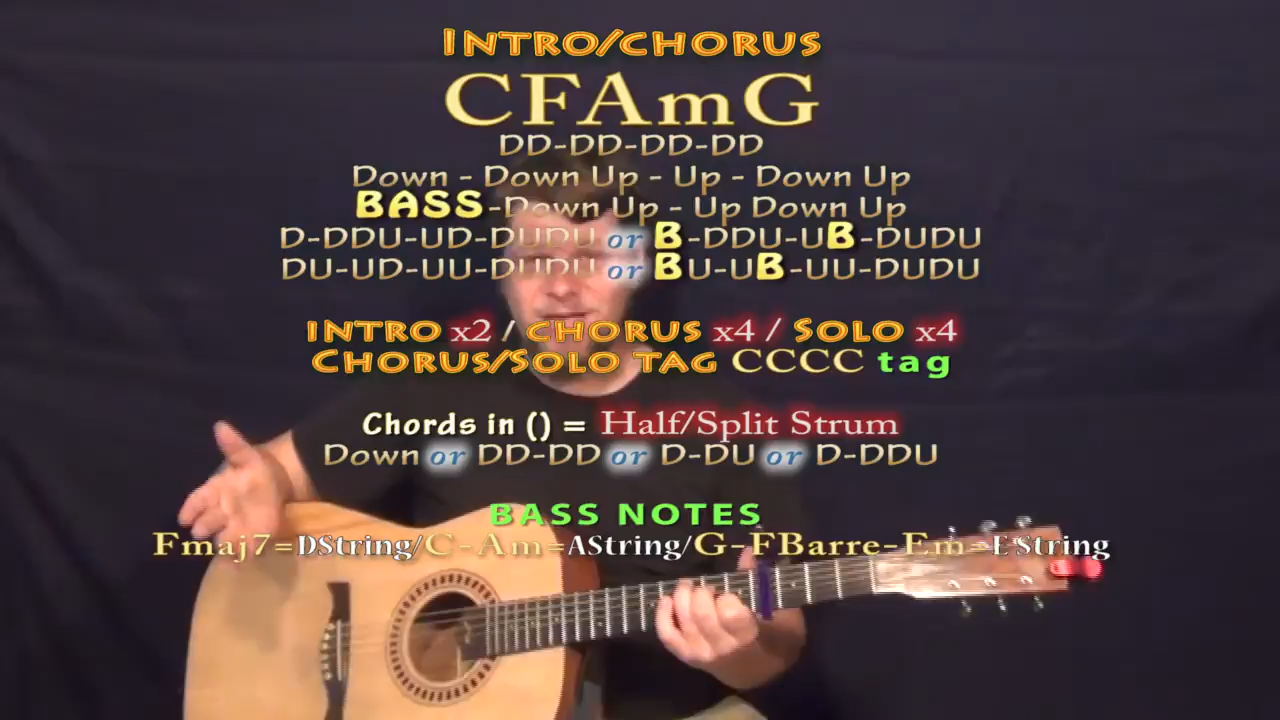 Intro/chorus
CFAmG
DD-DD-DD-DD
Down - Down Up - Up - Down Up
BASS-Down Up - Up Down Up
D-DDU-UD-DUDU or B-DDU-UB-DUDU
DU-UD-UU-DUDU or BU-UB-UU-DUDU
INTRO x2 / CHORUS x4 / SOLO x4
CHORUS/SOLO TAG CCCC tag
Chords in () = Half/Split Strum
Down or DD-DD or D-DU or D-DDU
BASS NOTES
Fmaj7=DString/C-Am=AString/G-FBarre-Em=E'String